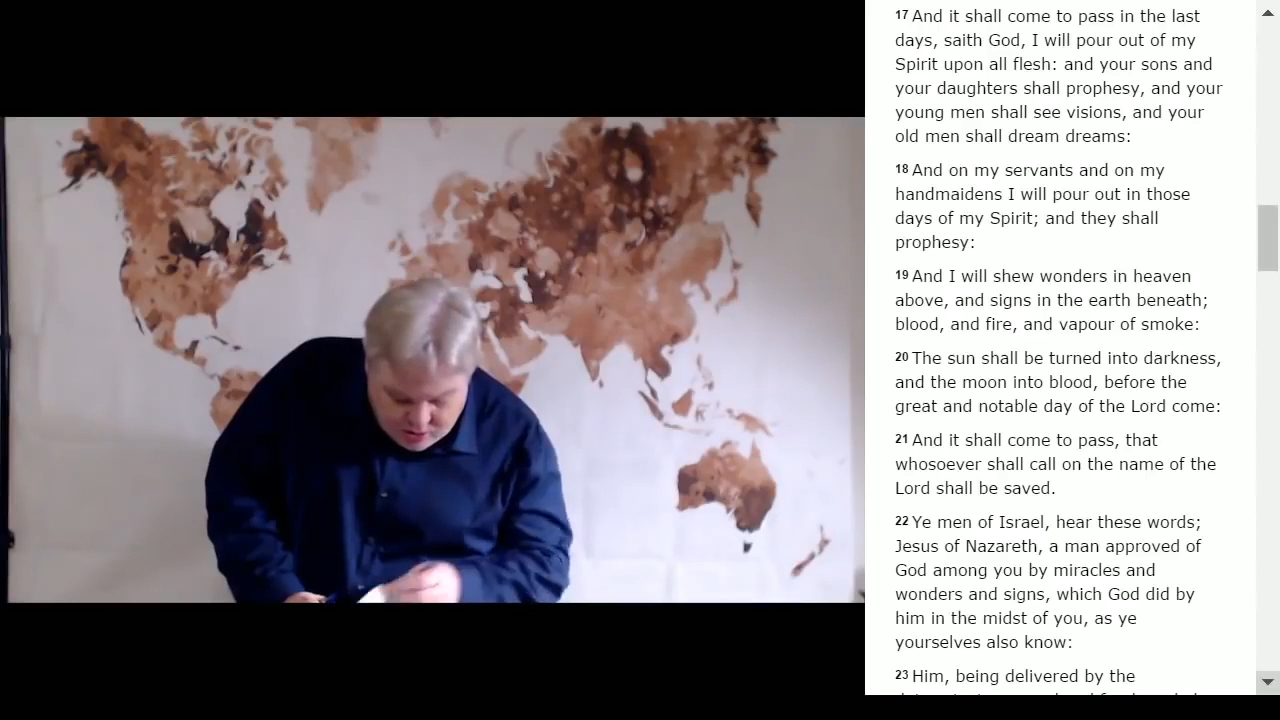 17 And it shall come to pass in the last
days, saith God, I will pour out of my
Spirit upon all flesh: and your sons and
your daughters shall prophesy, and your
young men shall see visions, and your
old men shall dream dreams:
18 And on my servants and on my
handmaidens I will pour out in those
days of my Spirit; and they shall
prophesy:
19 And I will shew wonders in heaven
above, and signs in the earth beneath;
blood, and fire, and vapour of smoke:
20 The sun shall be turned into darkness,
and the moon into blood, before the
great and notable day of the Lord come:
21 And it shall come to pass, that
whosoever shall call on the name of the
Lord shall be saved.
22 Ye men of Israel, hear these words;
Jesus of Nazareth, a man approved of
God among you by miracles and
wonders and signs, which God did by
him in the midst of you, as ye
yourselves also know:
23 Him, being delivered by the